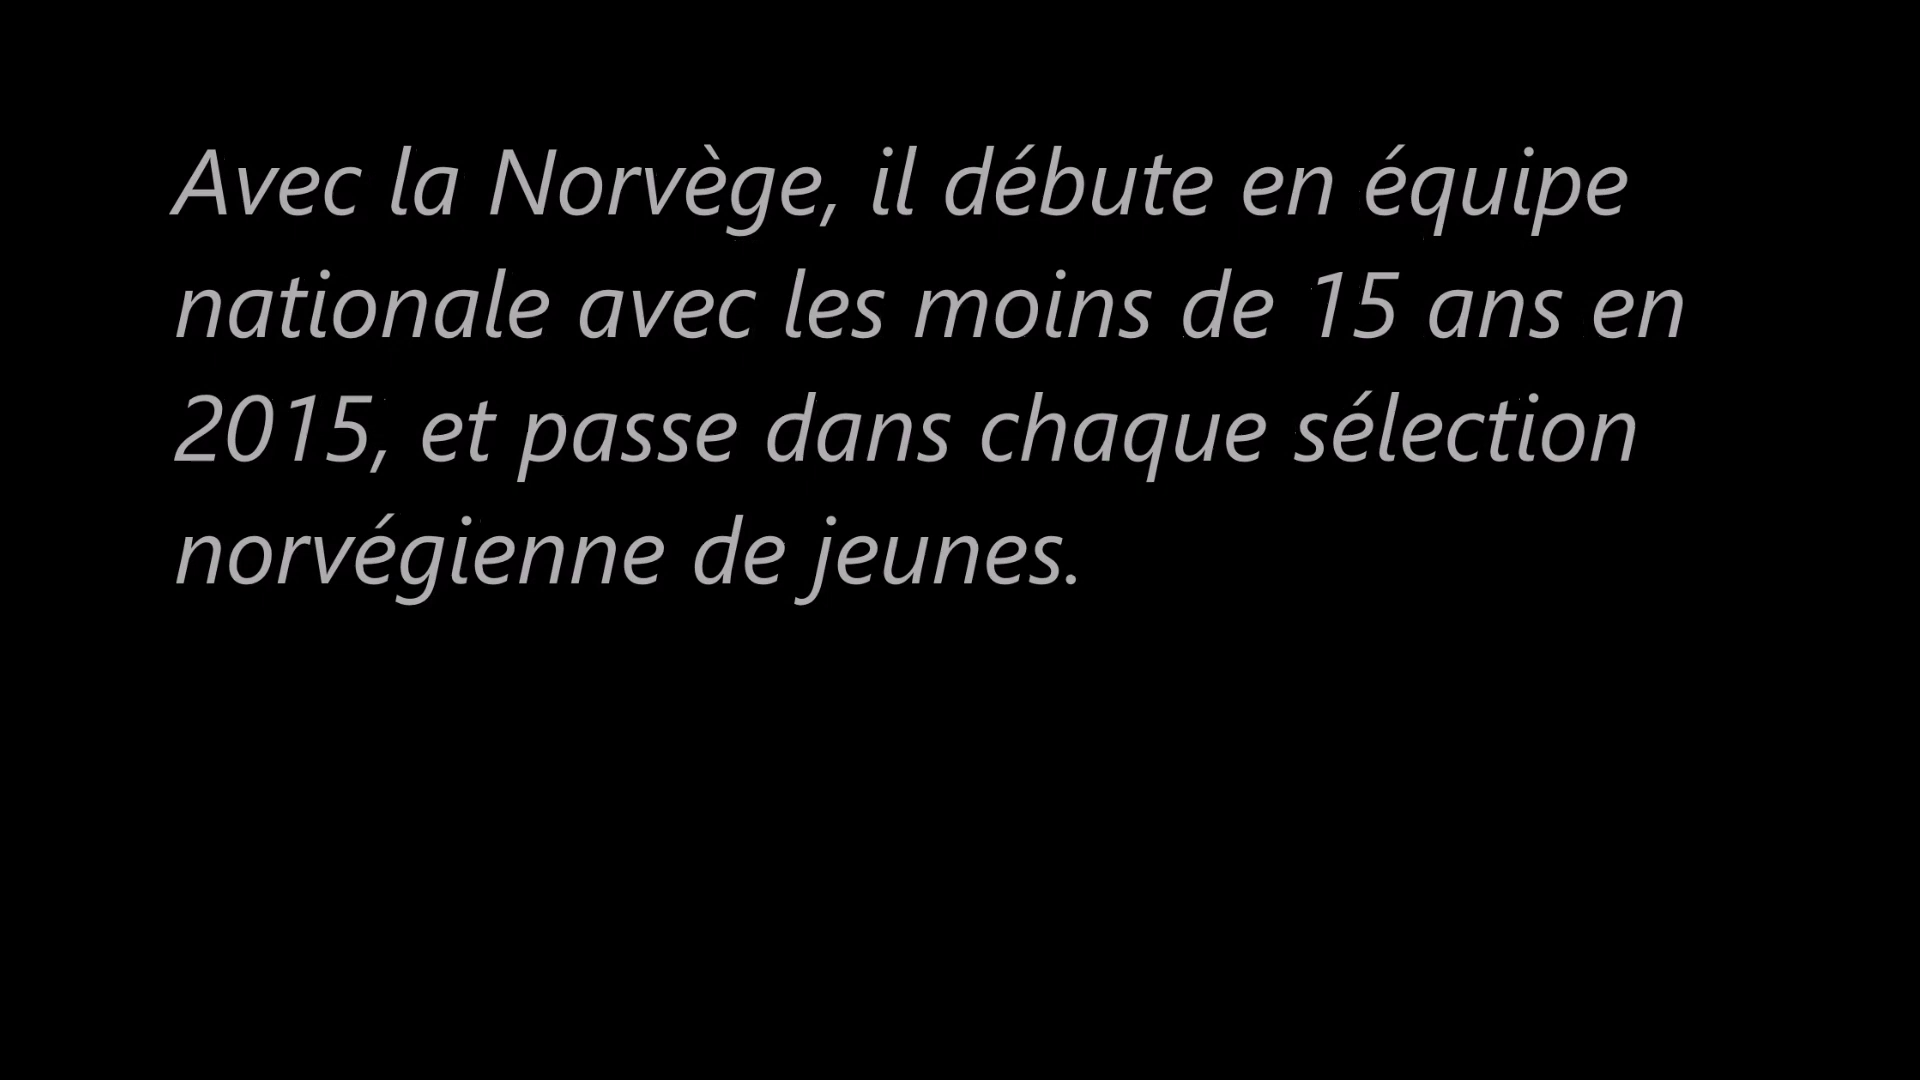 Avec la Norvège, il débute en équipe
nationale avec les moins de 15 ans en
2015, et passe dans chaque sélection
norvégienne de jeunes.